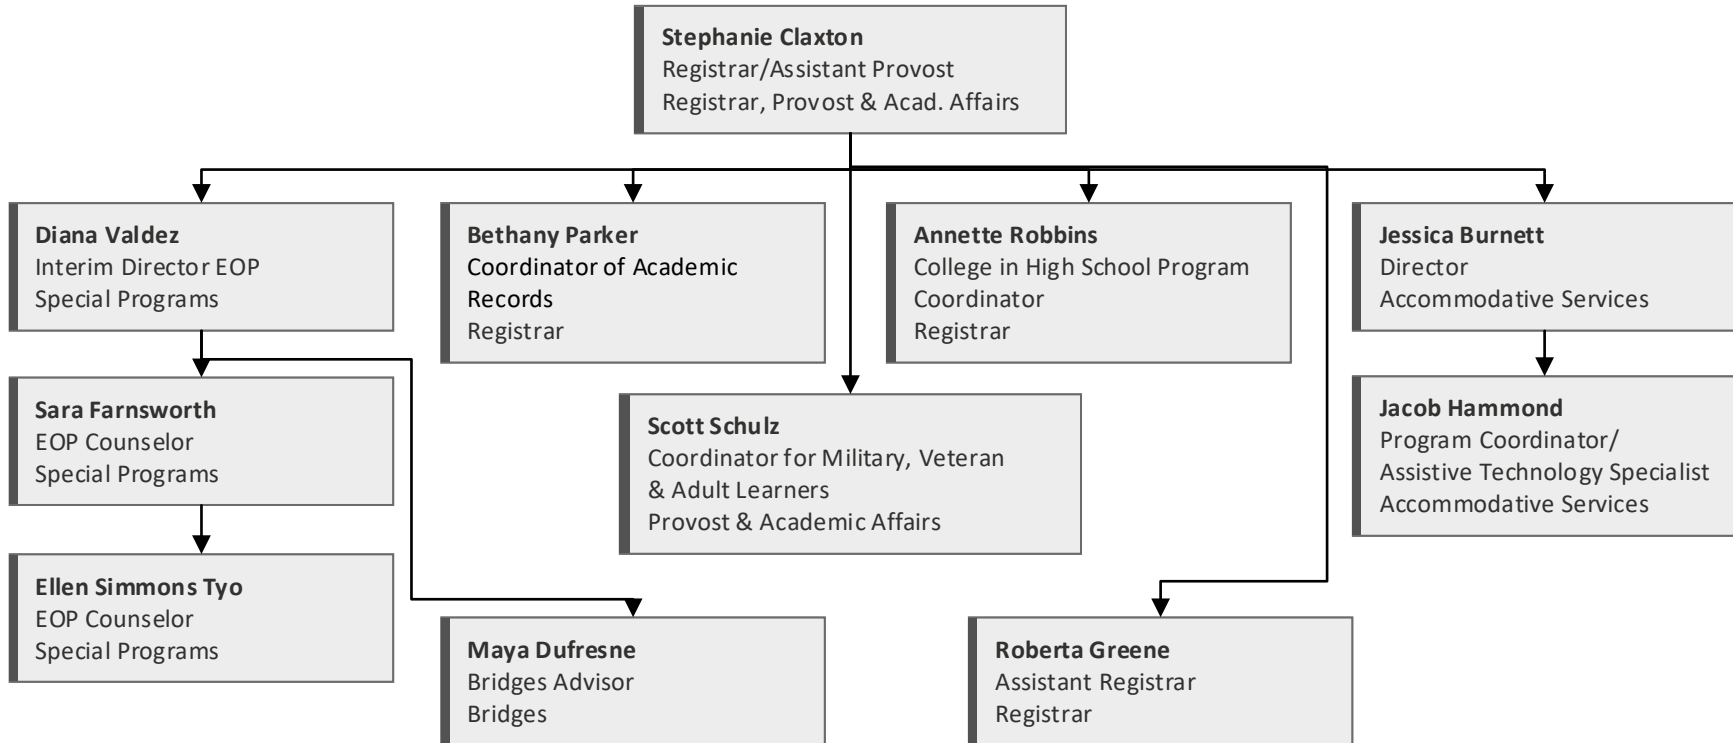 Stephanie Claxton
Registrar/Assistant Provost
Registrar, Provost & Acad. Affairs
Diana Valdez
Interim Director EOP
Special Programs
Bethany Parker
Coordinator of Academic
Records
Registrar
Annette Robbins
College in High School Program
Coordinator
Registrar
Jessica Burnett
Director
Accommodative Services
Sara Farnsworth
EOP Counselor
Special Programs
Scott Schulz
Coordinator for Military, Veteran
& Adult Learners
Provost & Academic Affairs
Jacob Hammond
Program Coordinator/
Assistive Technology Specialist
Accommodative Services
Ellen Simmons Tyo
EOP Counselor
Special Programs
Maya Dufresne
Bridges Advisor
Bridges
Roberta Greene
Assistant Registrar
Registrar